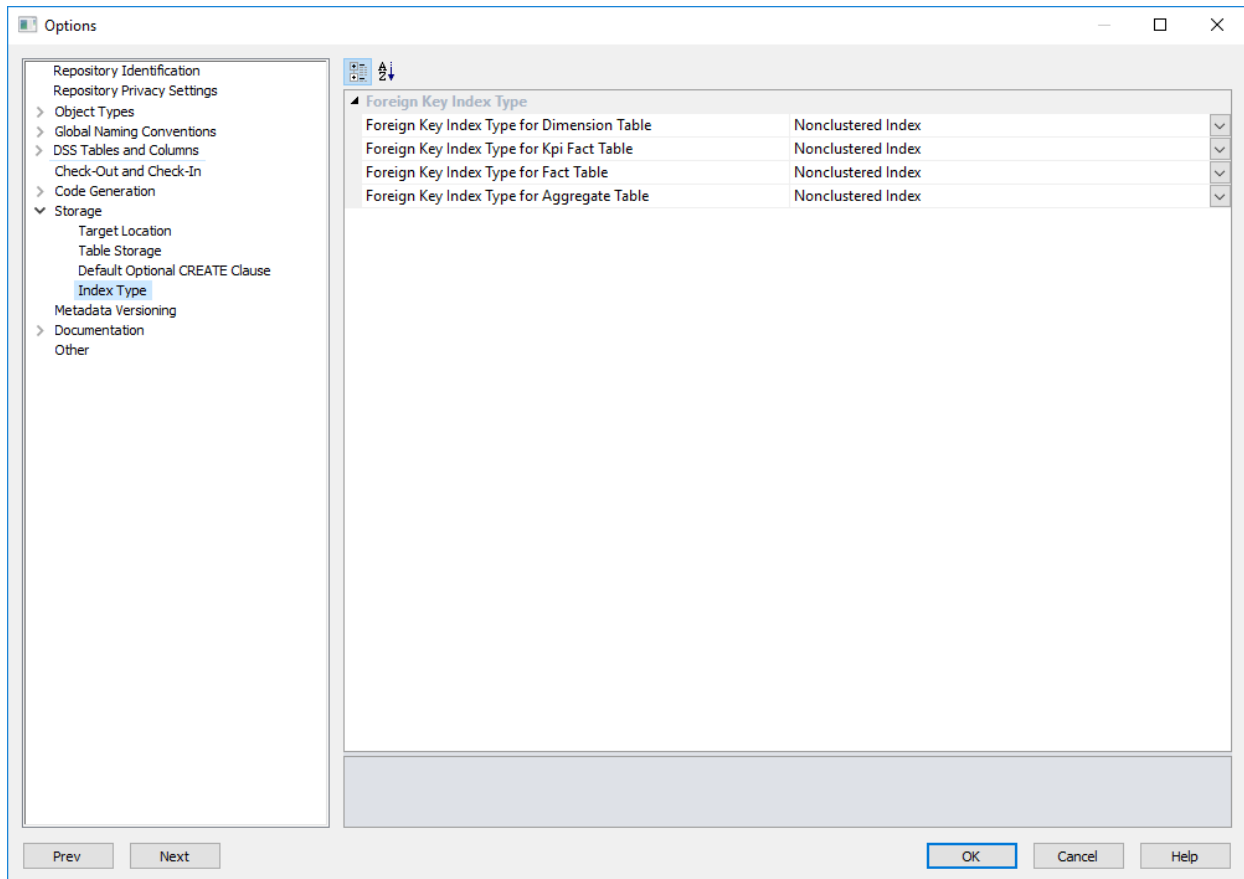 Options
Repository Identification
Repository Privacy Settings
Object Types
Global Naming Conventions
DSS Tables and Columns
Check-Out and Check-In
Code Generation
Storage
Target Location
Table Storage
Default Optional CREATE Clause
Index Type
Metadata Versioning
Documentation
Other
A
Z
Foreign Key Index Type
Foreign Key Index Type for Dimension Table Nonclustered Index
Foreign Key Index Type for Kpi Fact Table Nonclustered Index
Foreign Key Index Type for Fact Table Nonclustered Index
Foreign Key Index Type for Aggregate Table Nonclustered Index
Prev Next OK Cancel Help